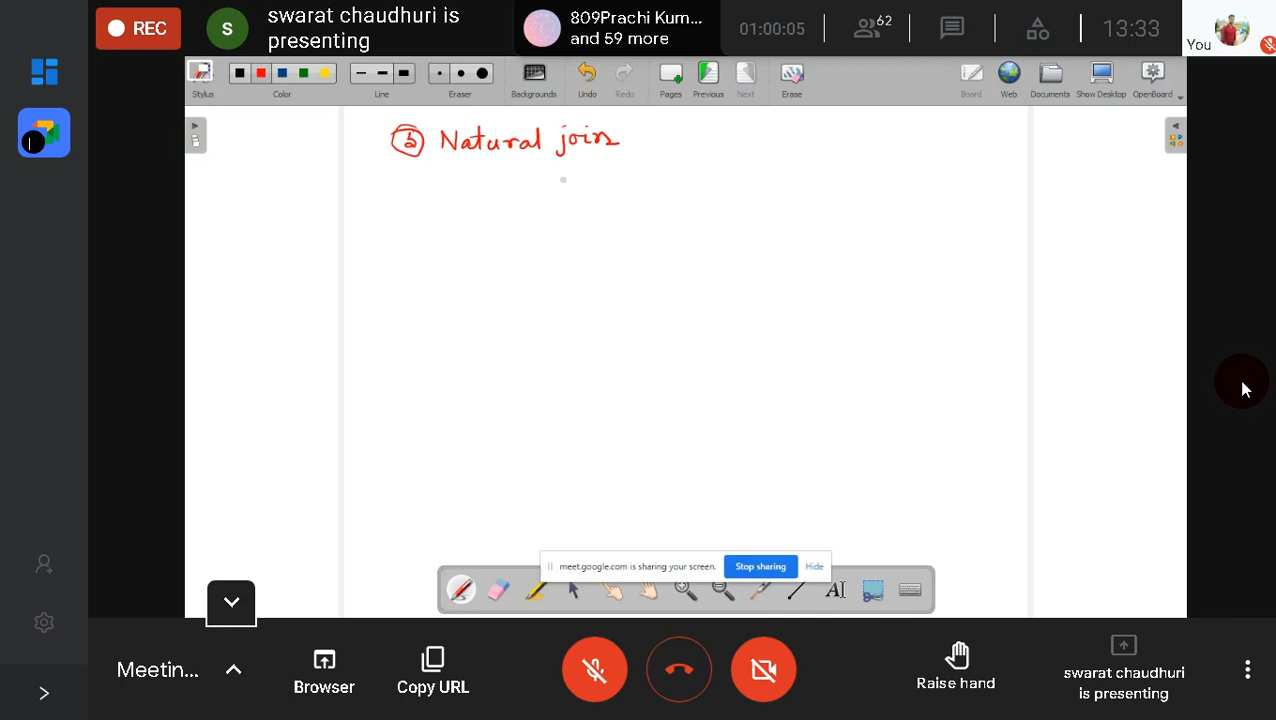 REC
S
swarat chaudhuri is
presenting
809Prachi Kum...
and 59 more
01:00:05
62
13:33
You
Stylus
Color
Line
Eraser
Backgrounds
Undo
Redo
Pages
Previous
Next
Erase
Board
Web
Documents
Show Desktop
OpenBoard
Natural join
meet.google.com is sharing your screen.
Stop sharing
Hide
AI
Meetin...
Browser
Copy URL
Raise hand
swarat chaudhuri
is presenting